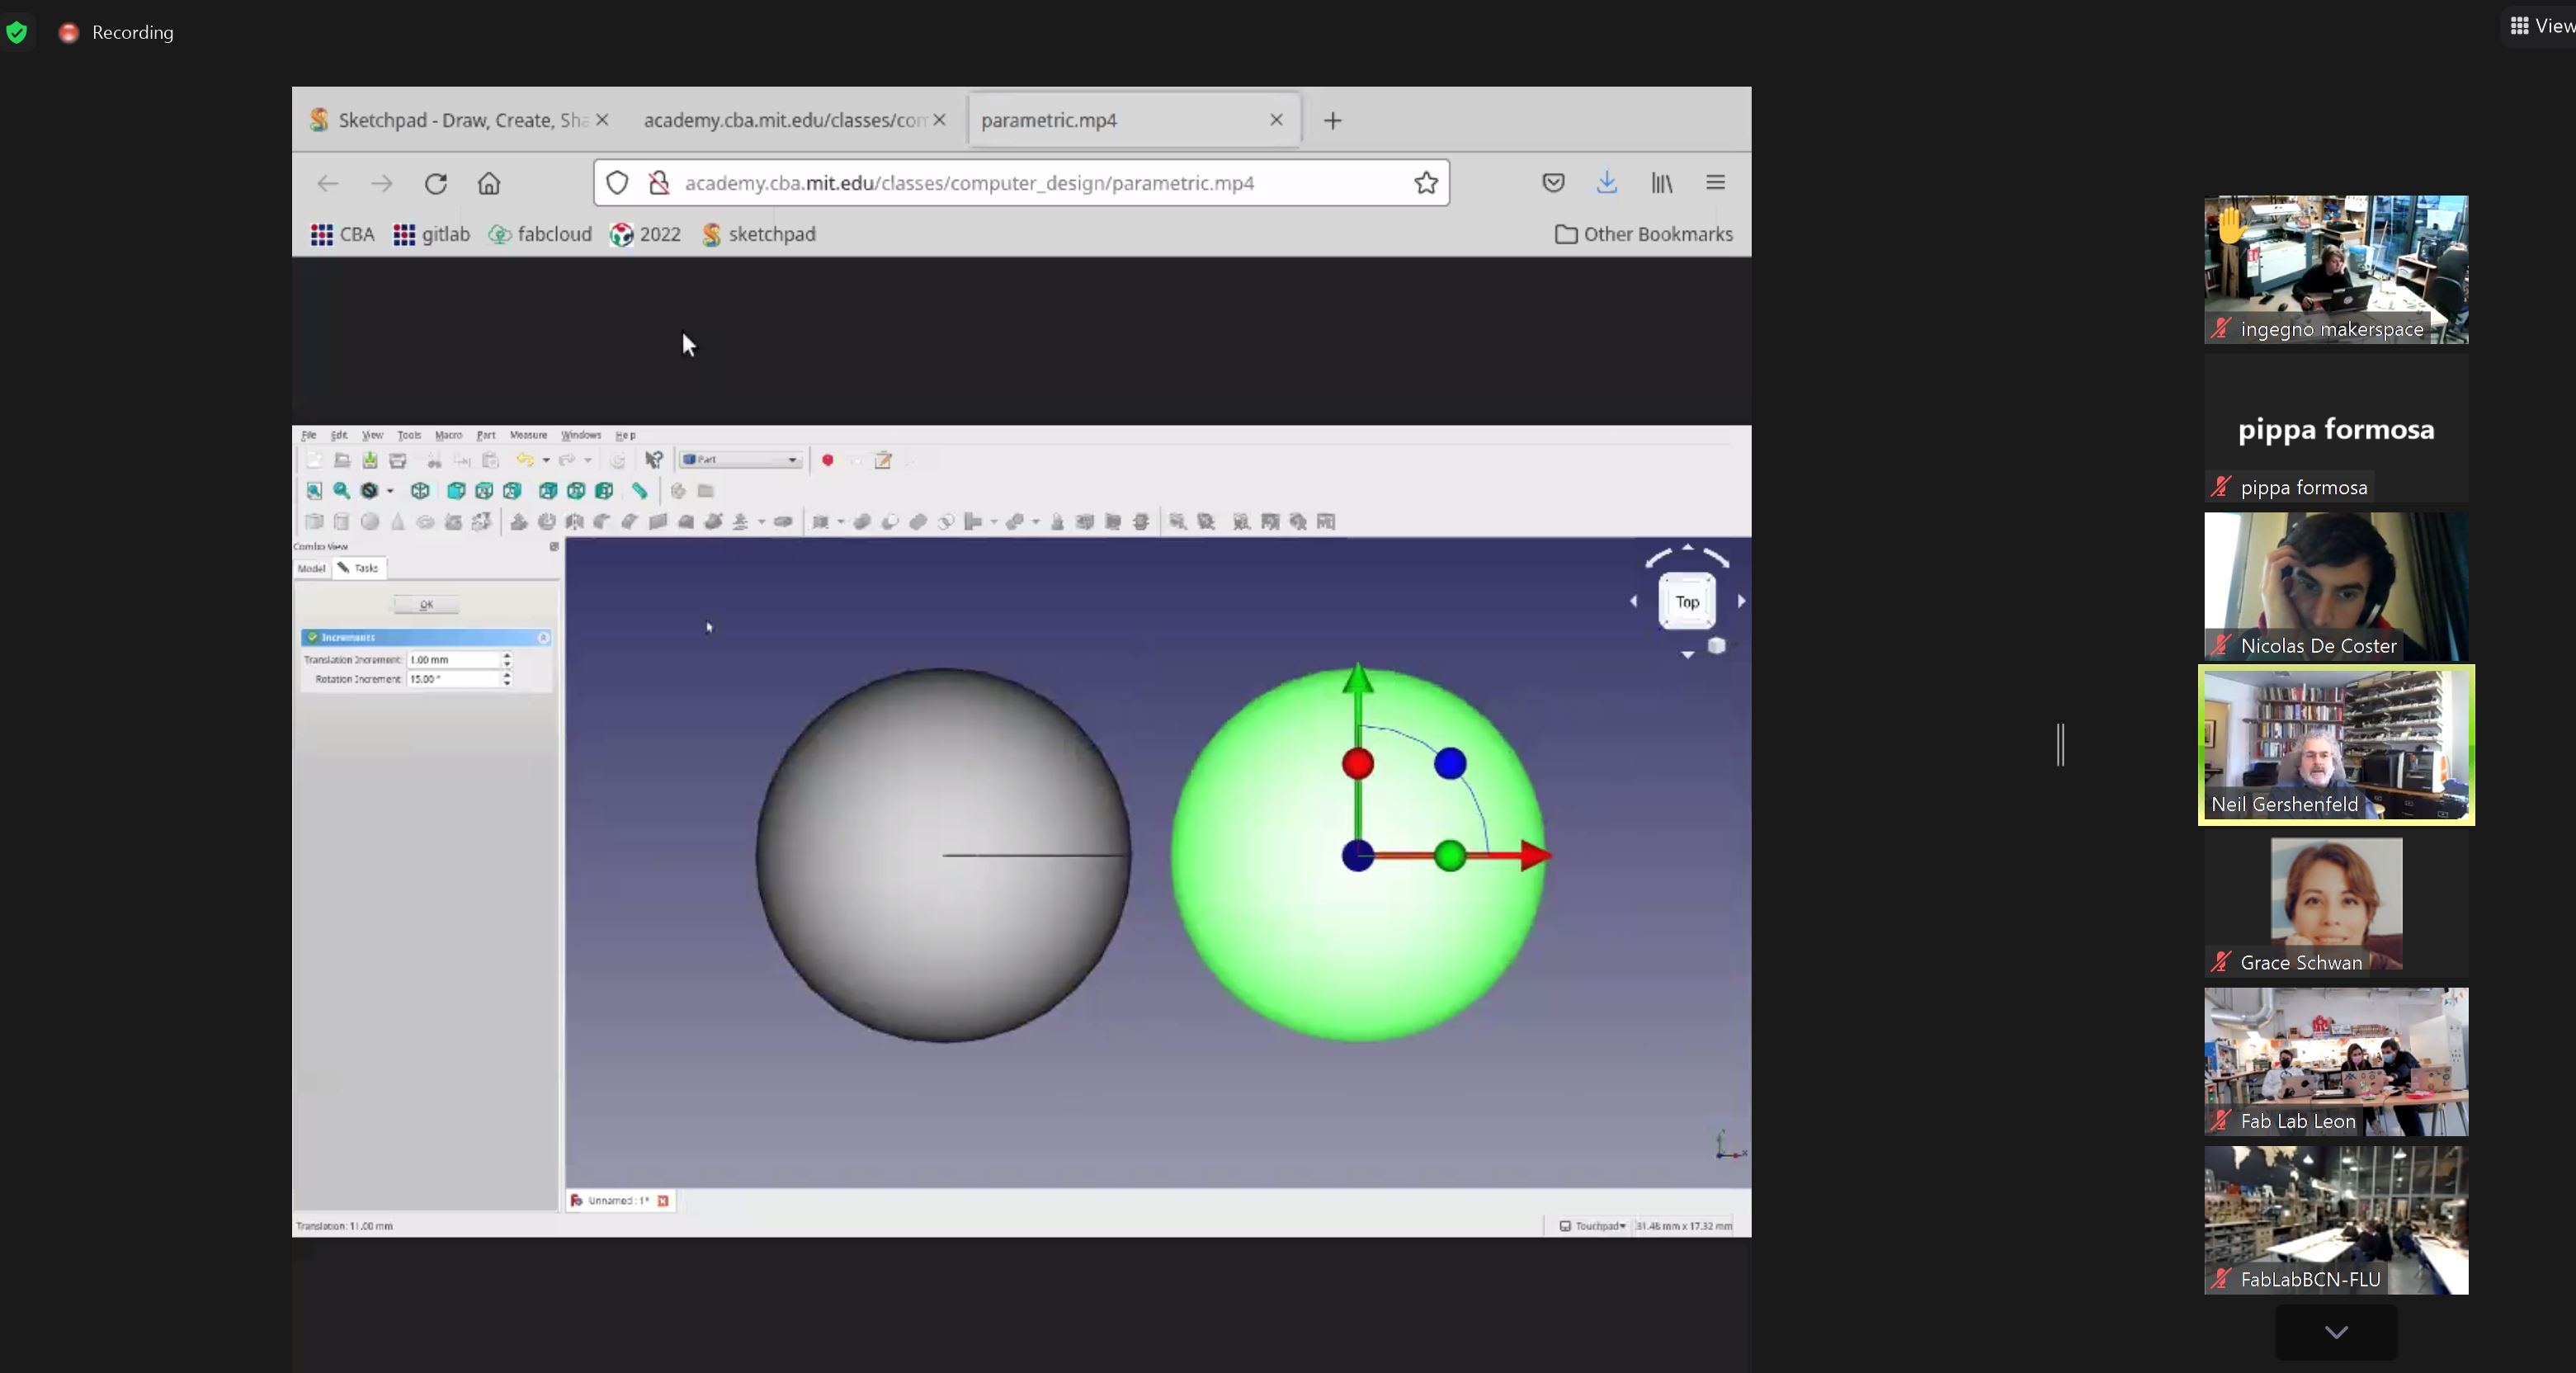 Recording
View
Sketchpad - Draw, Create, Sha
academy.cba.mit.edu/classes/com
parametric.mp4
academy.cba.mit.edu/classes/computer_design/parametric.mp4
CBA
gitlab
fabcloud
2022
sketchpad
Other Bookmarks
File Edit View Tools Macro Part Measure Windows Help
Part
Combo View
Model
Tasks
OK
Increments
Translation Increment: 1.00 mm
Rotation Increment: 15.00 °
Top
Unnamed : 1*
Translation: 11.00 mm
Touchpad
31.46 mm x 17.32 mm
ingegno makerspace
pippa formosa
pippa formosa
Nicolas De Coster
Neil Gershenfeld
Grace Schwan
Fab Lab Leon
FabLabBCN-FLU